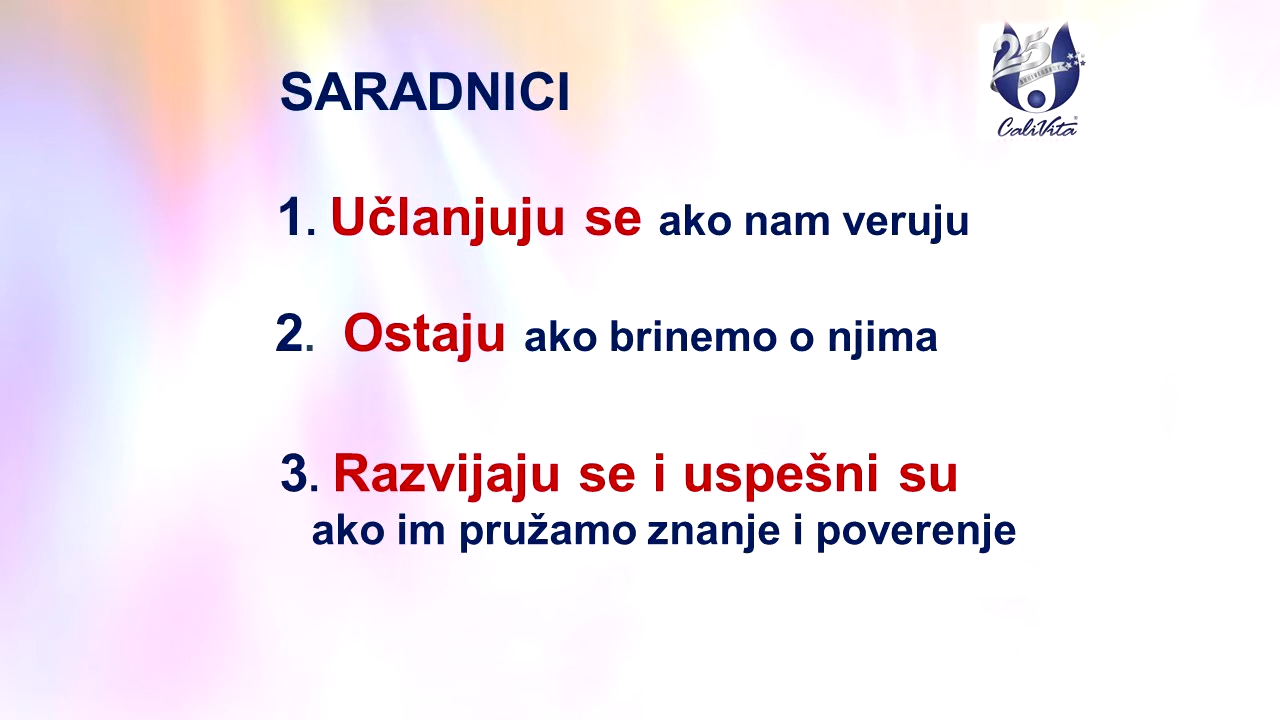 25
CaliVita
SARADNICI
1. Učlanjuju se ako nam veruju
2. Ostaju ako brinemo o njima
3. Razvijaju se i uspešni su
ako im pružamo znanje i poverenje